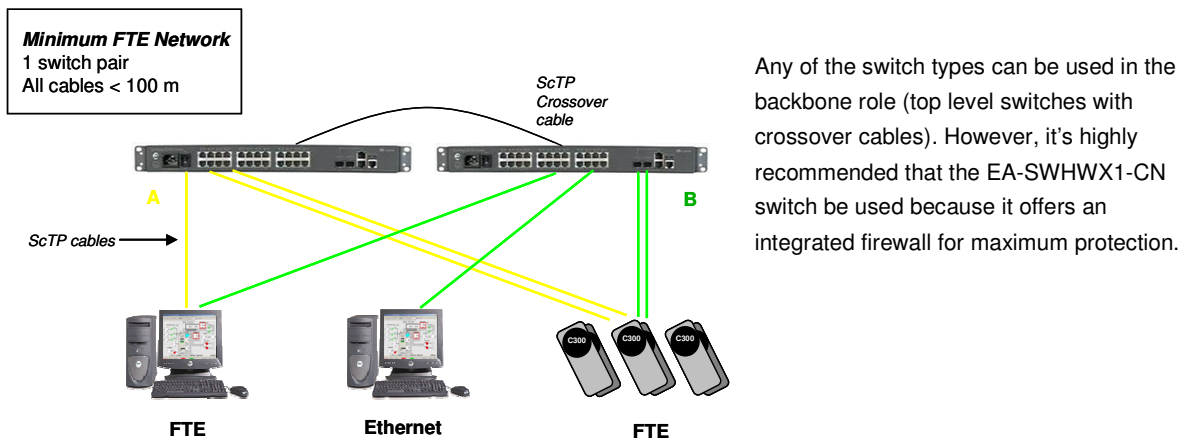 Minimum FTE Network
1 switch pair
All cables < 100 m
ScTP
Crossover
cable
A
B
ScTP cables
C300
C300
C300
FTE
Ethernet
FTE
Any of the switch types can be used in the
backbone role (top level switches with
crossover cables). However, it's highly
recommended that the EA-SWHWX1-CN
switch be used because it offers an
integrated firewall for maximum protection.